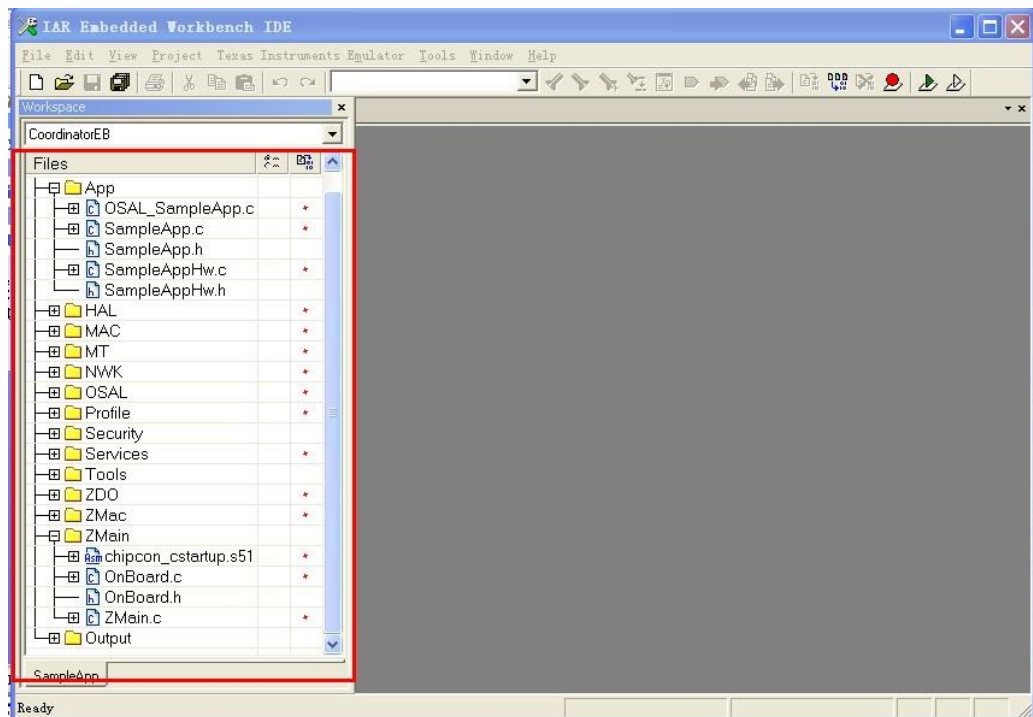 IAR Embedded Workbench IDE
File Edit View Project Texas Instruments Emulator Tools Window Help
Workspace
CoordinatorEB
Files
App
OSAL_SampleApp.c
SampleApp.c
SampleApp.h
SampleAppHw.c
SampleAppHw.h
HAL
MAC
MT
NWK
OSAL
Profile
Security
Services
Tools
ZDO
ZMac
ZMain
chipcon_cstartup.s51
OnBoard.c
OnBoard.h
ZMain.c
Output
SampleApp
Ready